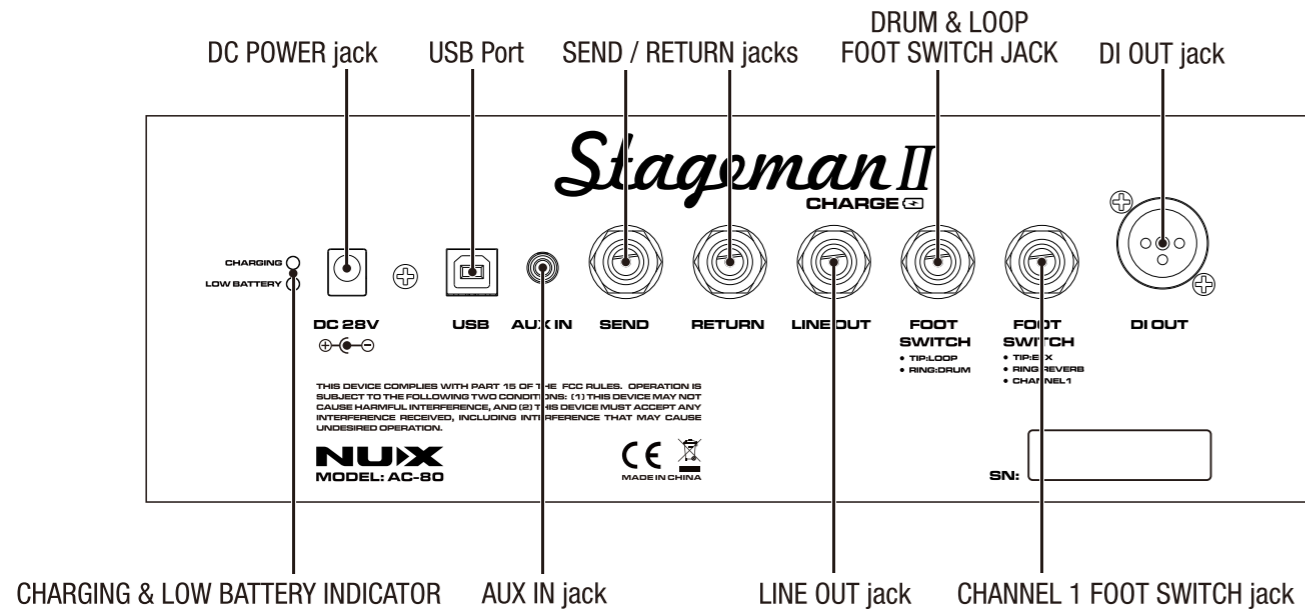 DRUM & LOOP
DC POWER jack USB Port SEND / RETURN jacks FOOT SWITCH JACK DI OUT jack
Stageman II
CHARGE
CHARGING
LOW BATTERY
DC 28V USB AUX IN SEND RETURN LINE OUT FOOT SWITCH FOOT SWITCH DI OUT
• TIP:LOOP
• RING:DRUM
• TIP:EFX
• RING:REVERB
• CHANNEL1
THIS DEVICE COMPLIES WITH PART 15 OF THE FCC RULES. OPERATION IS
SUBJECT TO THE FOLLOWING TWO CONDITIONS: (1) THIS DEVICE MAY NOT
CAUSE HARMFUL INTERFERENCE, AND (2) THIS DEVICE MUST ACCEPT ANY
INTERFERENCE RECEIVED, INCLUDING INTERFERENCE THAT MAY CAUSE
UNDESIRED OPERATION.
NUX
MODEL: AC-80
CE
MADE IN CHINA
SN:
CHARGING & LOW BATTERY INDICATOR AUX IN jack LINE OUT jack CHANNEL 1 FOOT SWITCH jack